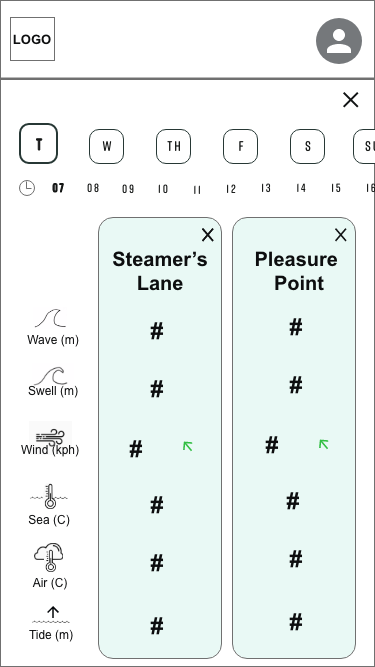 LOGO
X
T W TH F S SU
07 08 09 10 11 12 13 14 15 16
X X
Steamer's Pleasure
Lane Point
# #
Wave (m)
# #
Swell (m)
# #
Wind (kph)
# #
Sea (C)
# #
Air (C)
# #
Tide (m)